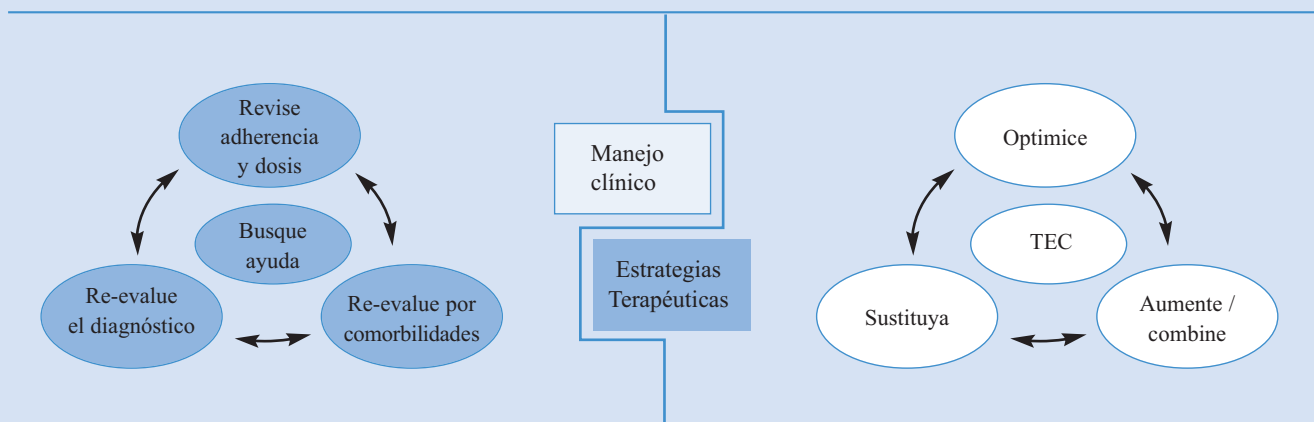 Revise
adherencia
y dosis
Busque
ayuda
Re-evalue
el diagnóstico
Re-evalue por
comorbilidades
Manejo
clínico
Estrategias
Terapéuticas
Optimice
TEC
Sustituya
Aumente /
combine